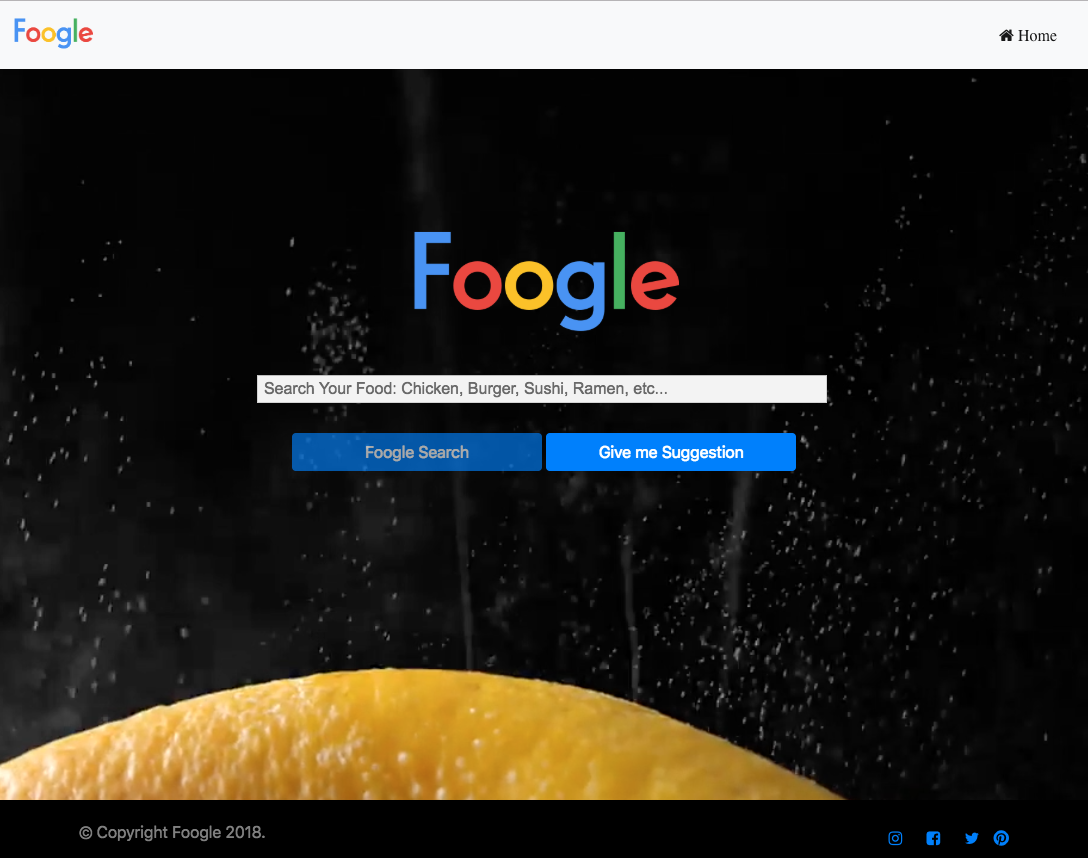 Foogle
Home
Foogle
Search Your Food: Chicken, Burger, Sushi, Ramen, etc...
Foogle Search
Give me Suggestion
© Copyright Foogle 2018.